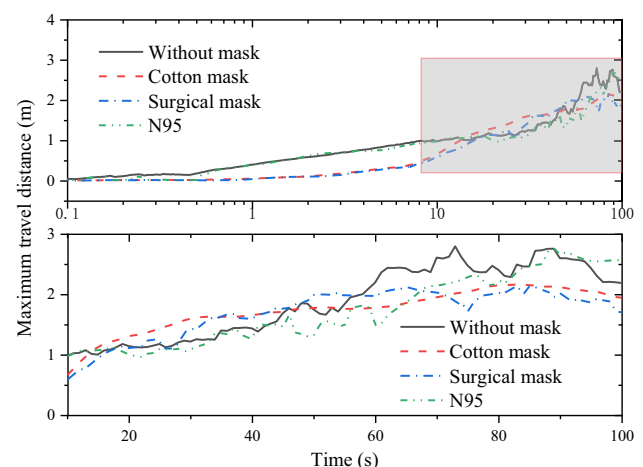 4
3
2
1
0
Without mask
Cotton mask
Surgical mask
N95
0.1 1 10 100
Maximum travel distance (m)
3
2
1
0
Without mask
Cotton mask
Surgical mask
N95
20 40 60 80 100
Time (s)